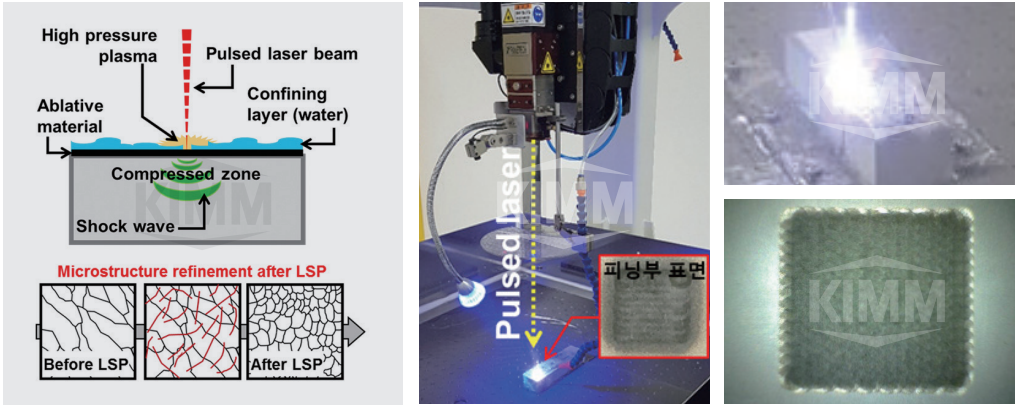 High pressure
plasma
Pulsed laser beam
Ablative
material
Confining
layer (water)
Compressed zone
Shock wave
KIMM
Microstructure refinement after LSP
Before LSP
After LSP
Pulsed laser
피닝부 표면
KIMM
KIMM
KIMM